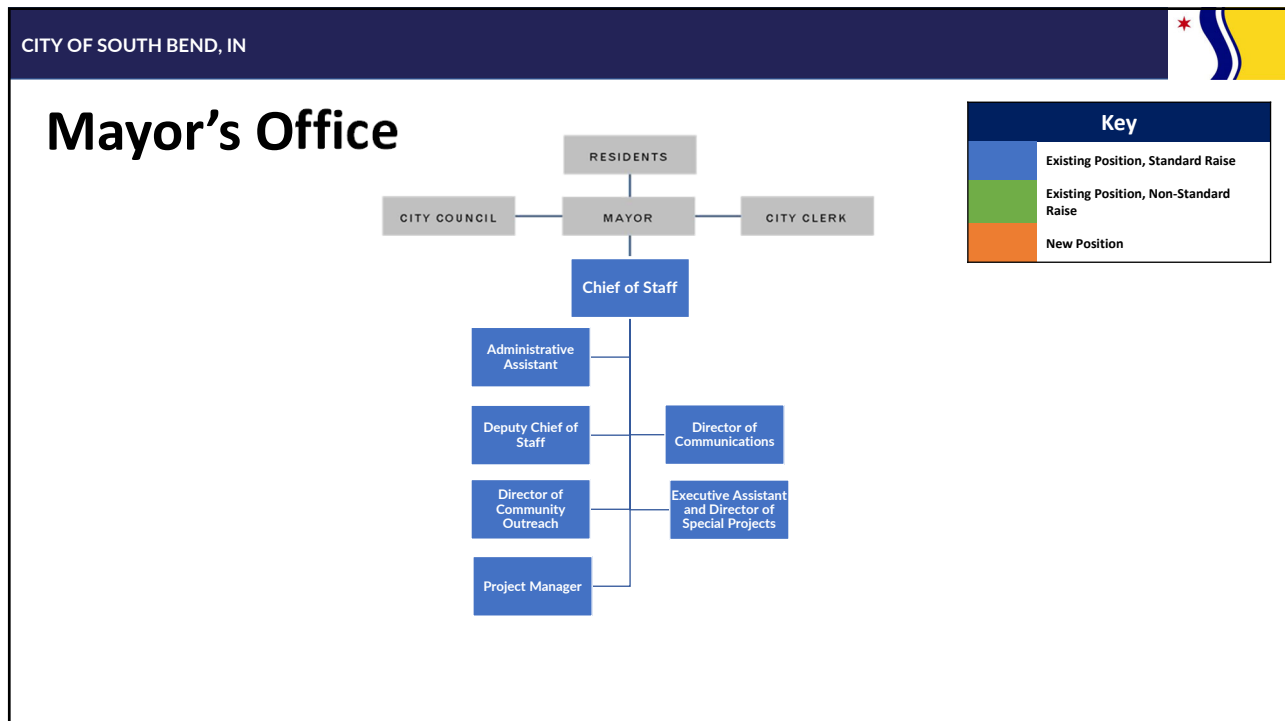 CITY OF SOUTH BEND, IN
Mayor’s Office
Key
Existing Position, Standard Raise
Existing Position, Non-Standard
Raise
New Position
RESIDENTS
CITY COUNCIL
MAYOR
CITY CLERK
Chief of Staff
Administrative
Assistant
Deputy Chief of
Staff
Director of
Communications
Director of
Community
Outreach
Executive Assistant
and Director of
Special Projects
Project Manager